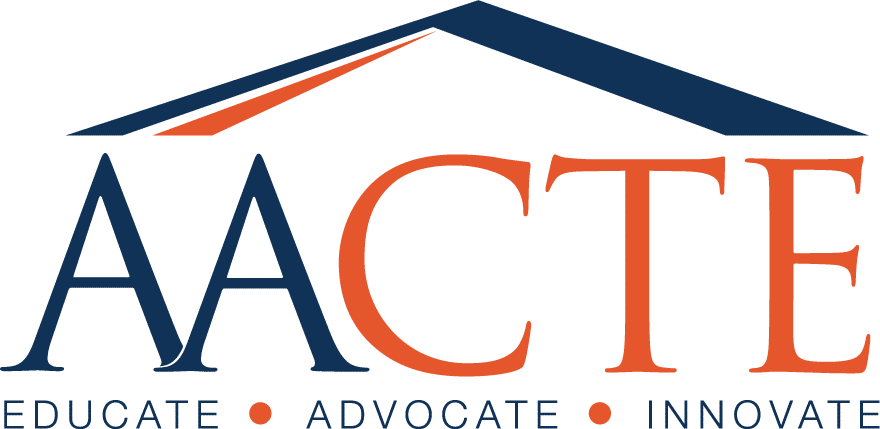 AACTE
EDUCATE • ADVOCATE • INNOVATE